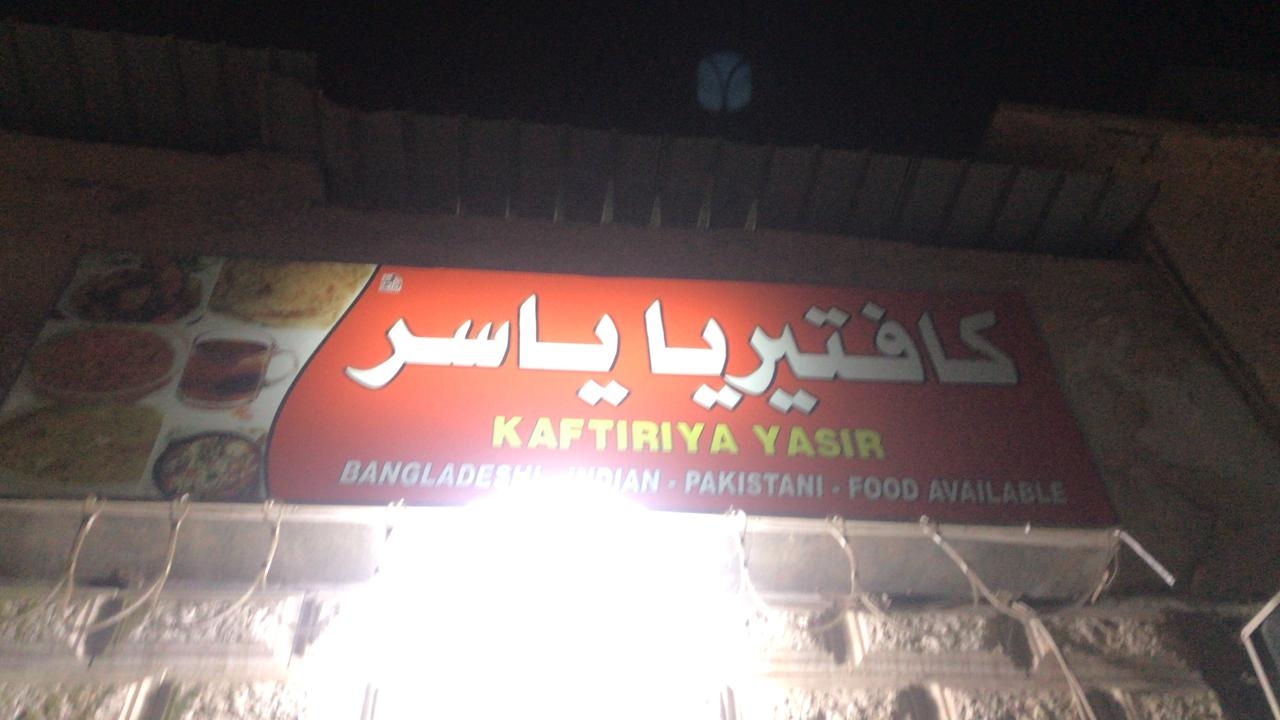 كافتيريا ياسر
KAFTIRIYA YASIR
BANGLADESHI - INDIAN - PAKISTANI - FOOD AVAILABLE